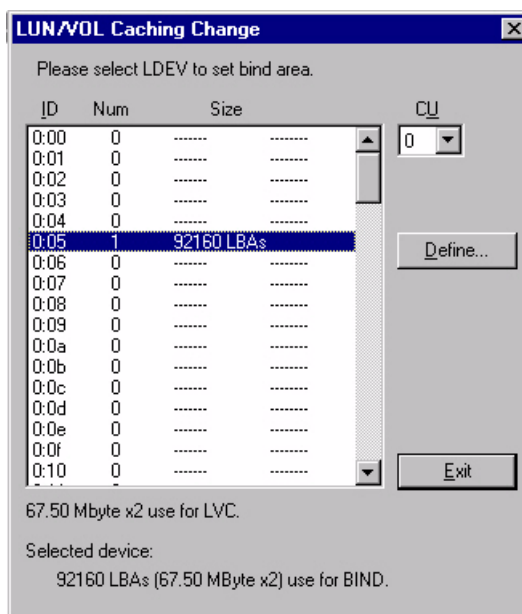 LUN/VOL Caching Change
Please select LDEV to set bind area.
ID Num Size CU
0:00 0 ------ ------ 0
0:01 0 ------ ------
0:02 0 ------ ------
0:03 0 ------ ------
0:04 0 ------ ------
0:05 1 92160 LBAs
0:06 0 ------ ------ Define...
0:07 0 ------ ------
0:08 0 ------ ------
0:09 0 ------ ------
0:0a 0 ------ ------
0:0b 0 ------ ------
0:0c 0 ------ ------
0:0d 0 ------ ------
0:0e 0 ------ ------
0:0f 0 ------ ------
0:10 0 ------ ------ Exit
67.50 Mbyte x2 use for LVC.
Selected device:
92160 LBAs (67.50 MByte x2) use for BIND.